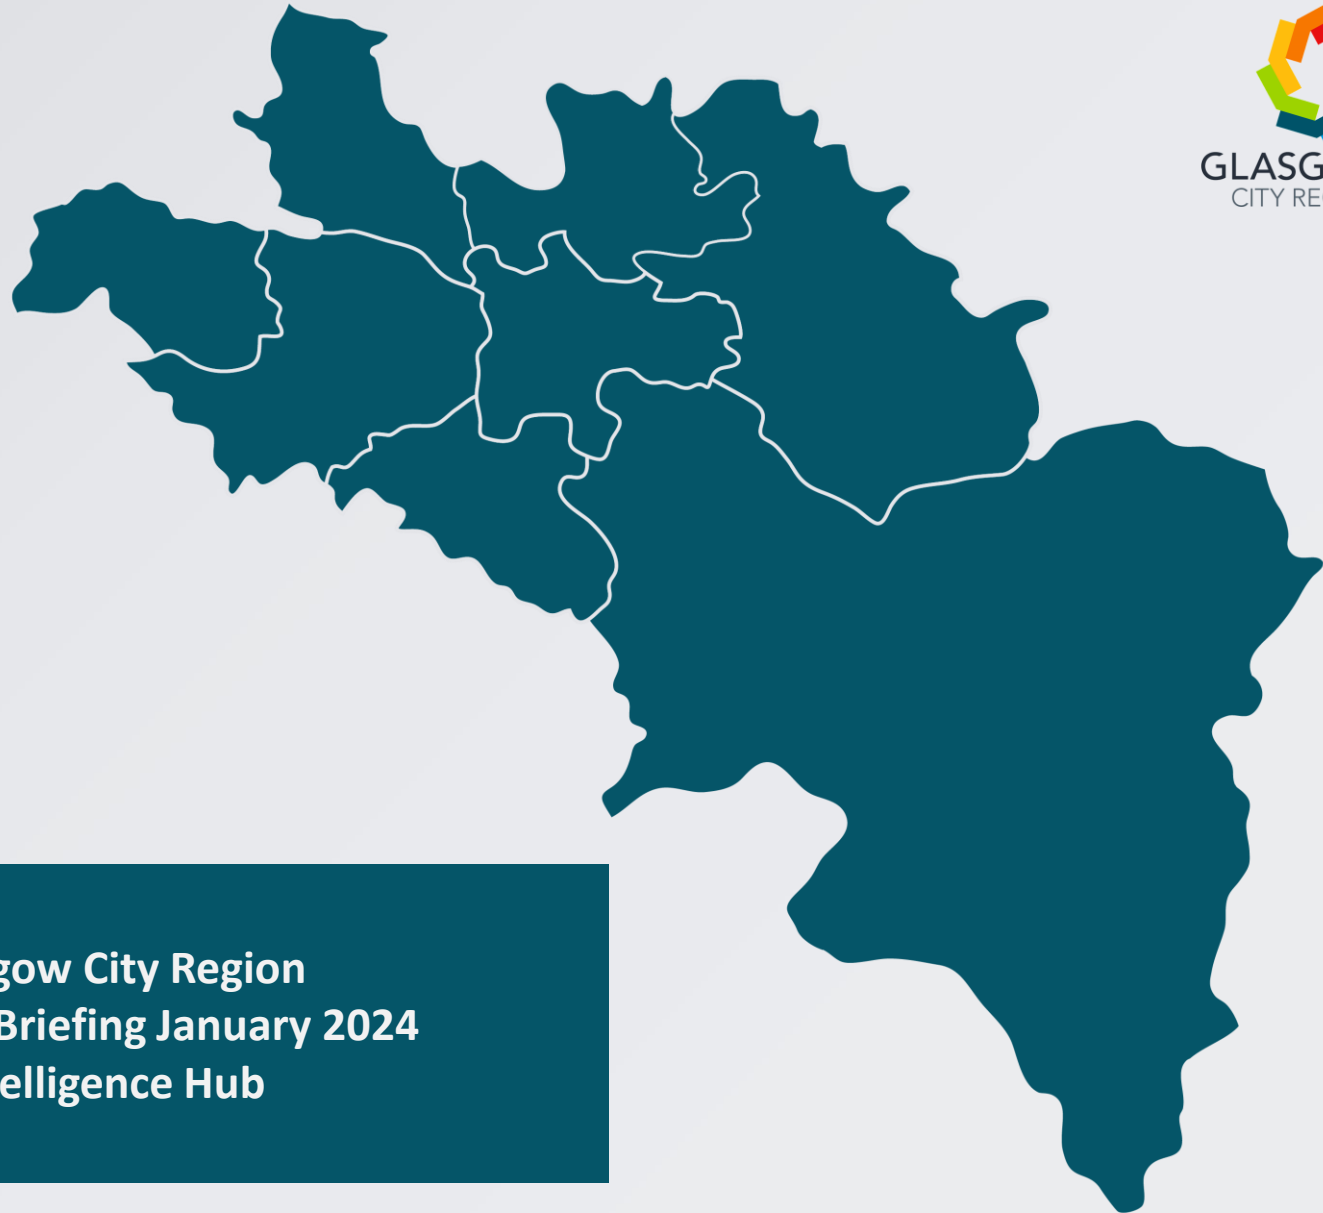 GLASG
CITY RE
gow City Region
Briefing January 2024
elligence Hub